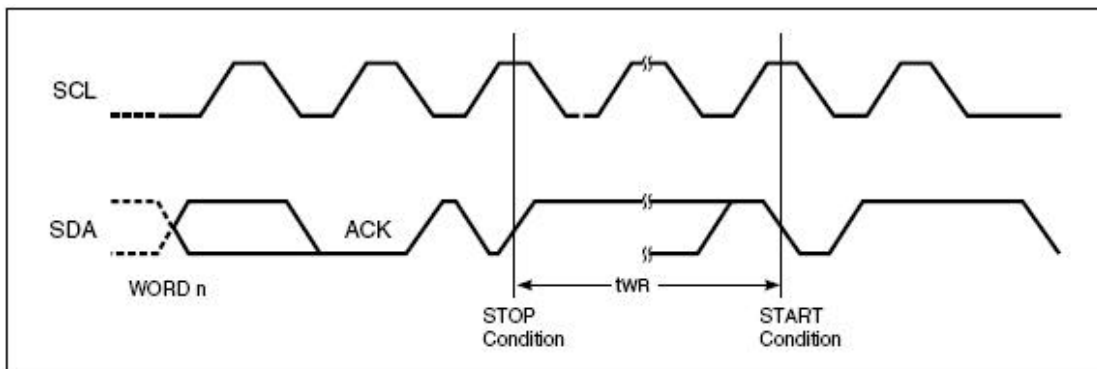 SCL
SDA
ACK
WORD n
tWR
STOP
Condition
START
Condition